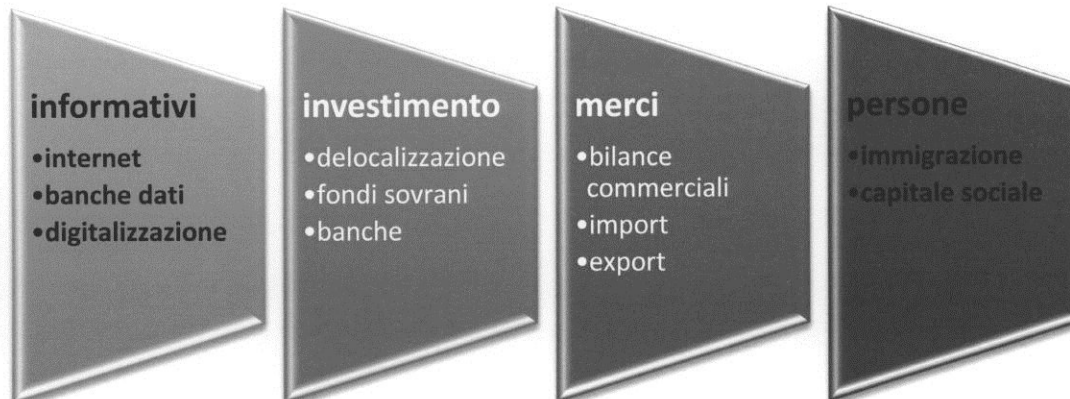 informativi
•internet
•banche dati
•digitalizzazione
investimento
•delocalizzazione
•fondi sovrani
•banche
merci
•bilance
commerciali
•import
•export
persone
•immigrazione
•capitale sociale